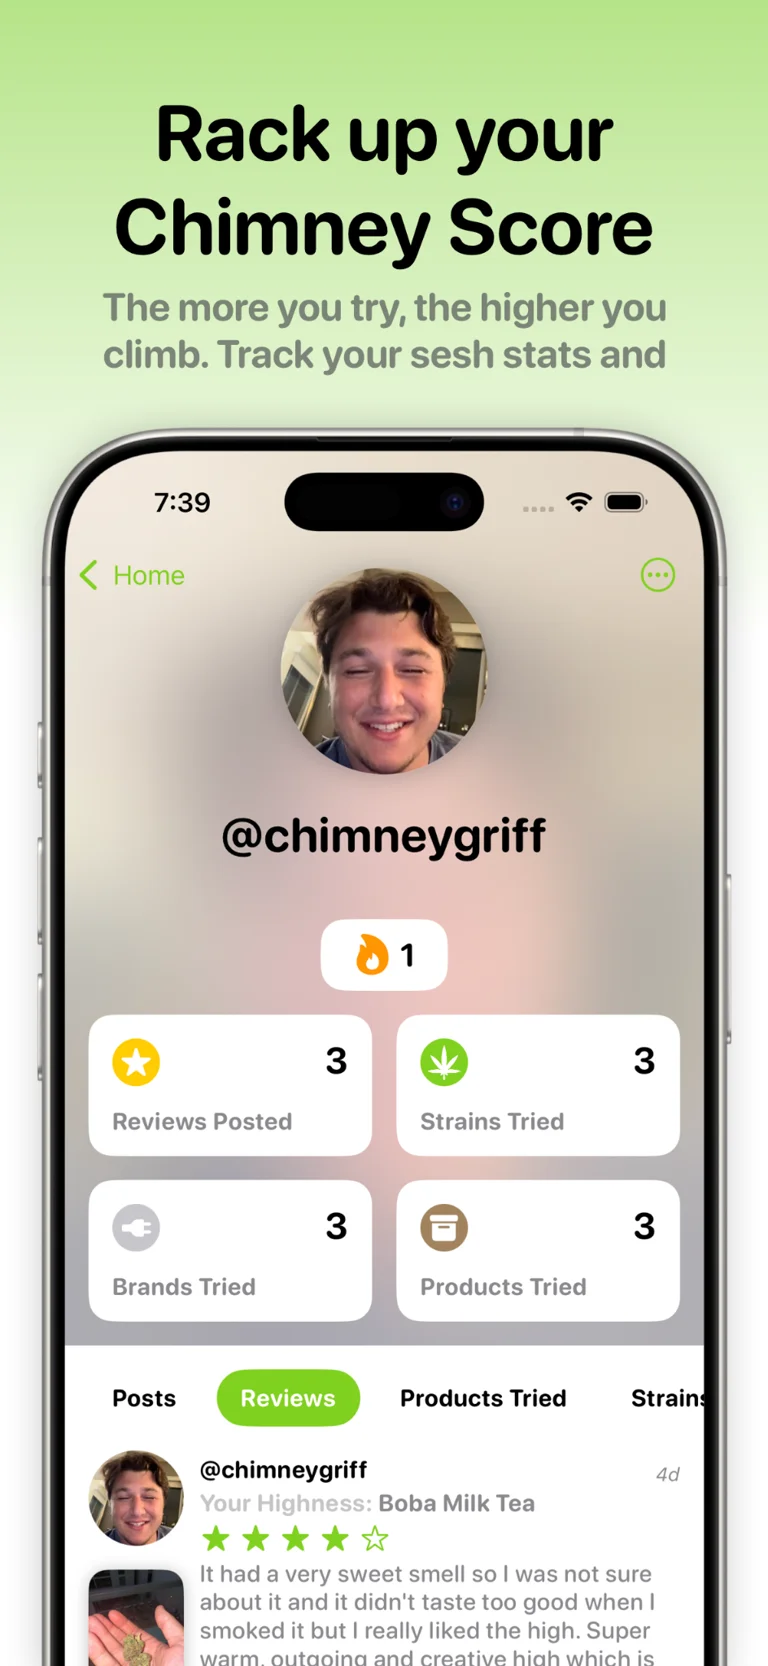 Rack up your
Chimney Score
The more you try, the higher you
climb. Track your sesh stats and
7:39
Home
@chimneygriff
1
3
Reviews Posted
3
Strains Tried
3
Brands Tried
3
Products Tried
Posts
Reviews
Products Tried
Strains
@chimneygriff
4d
Your Highness: Boba Milk Tea
It had a very sweet smell so I was not sure
about it and it didn't taste too good when I
smoked it but I really liked the high. Super
warm, outgoing and creative high which is